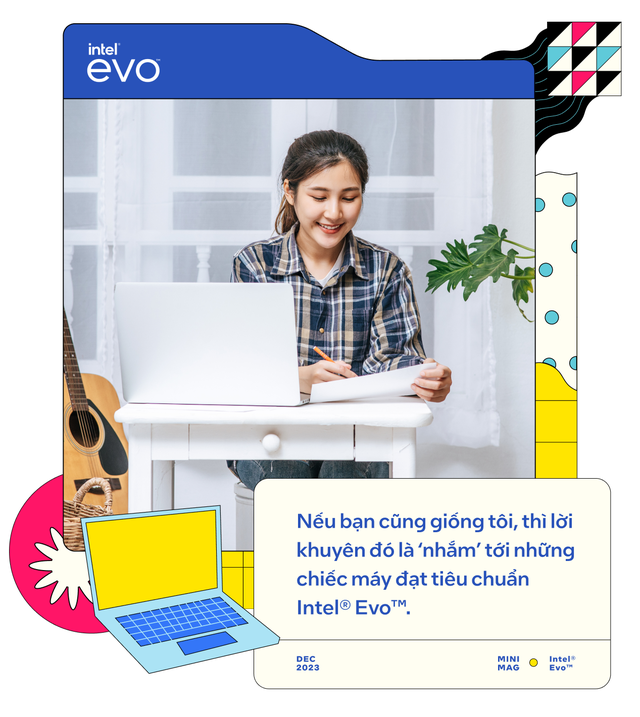 intel®
evo™
Nếu bạn cũng giống tôi, thì lời
khuyên đó là ‘nhắm’ tới những
chiếc máy đạt tiêu chuẩn
Intel® Evo™.
DEC
2023
MINI
MAG
Intel®
Evo™